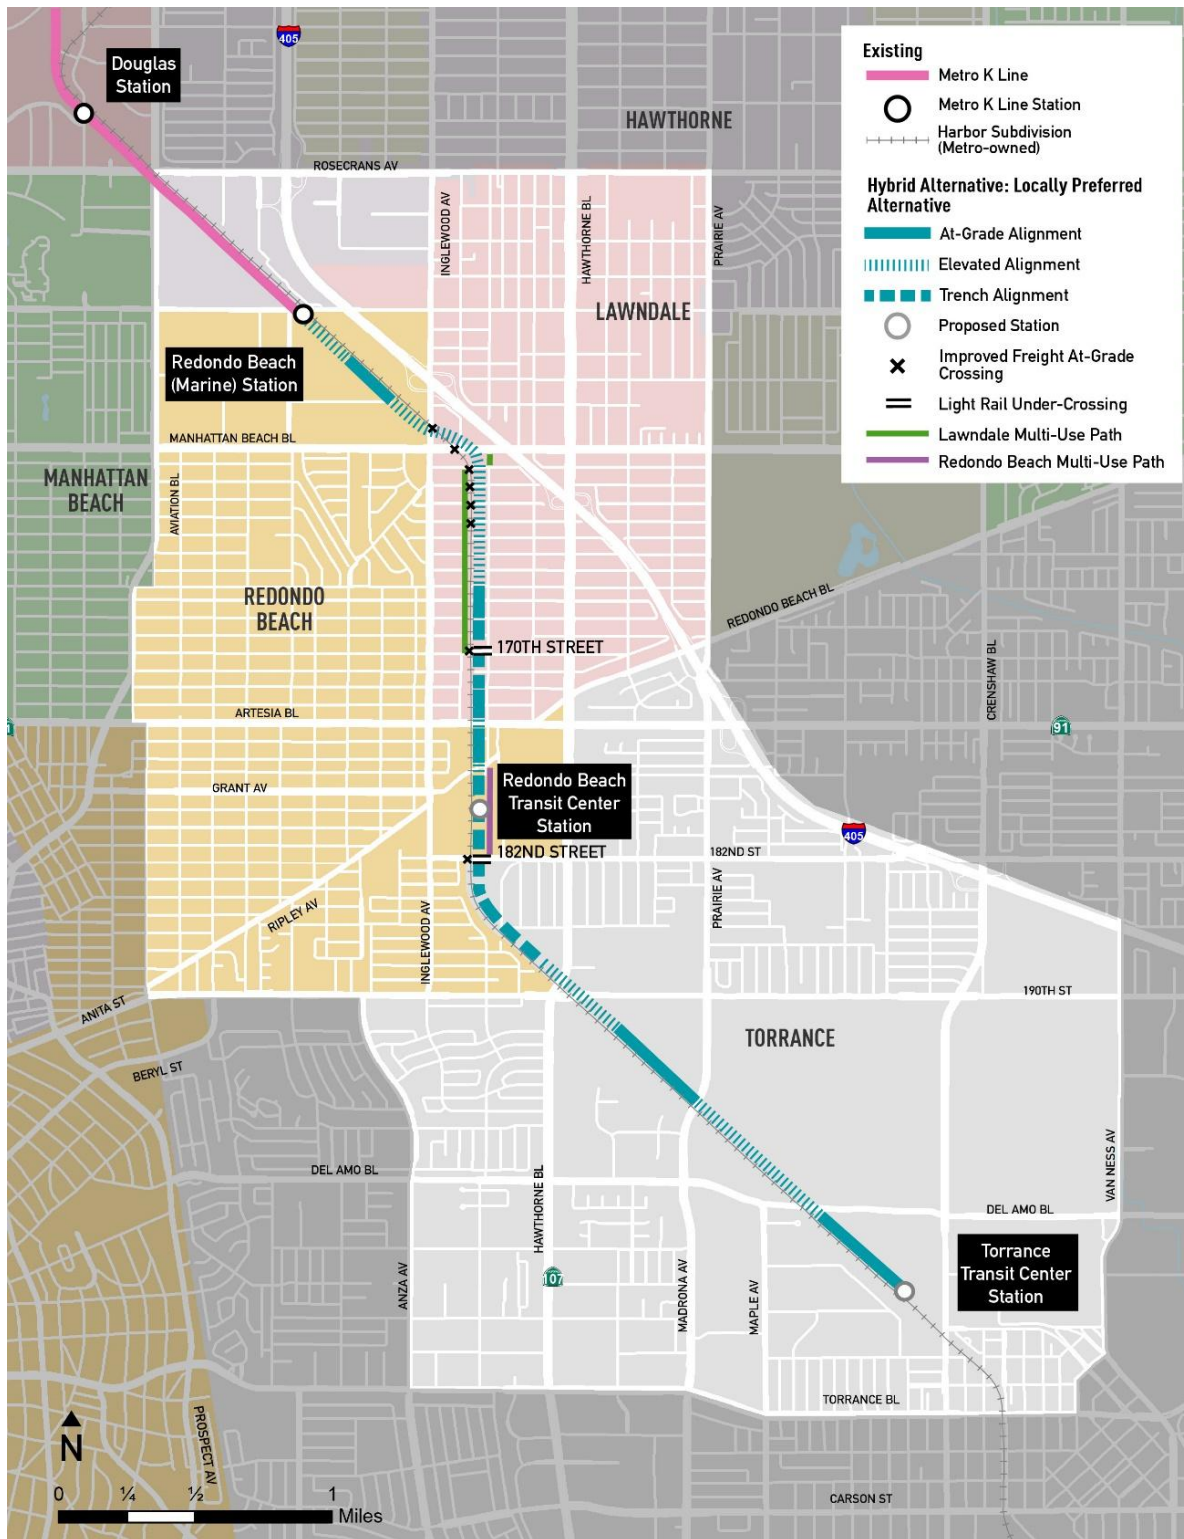 405
Douglas
Station
HAWTHORNE
ROSECRANS AV
INGLEWOOD AV
HAWTHORNE BL
PRAIRIE AV
LAWNDALE
Redondo Beach
(Marine) Station
MANHATTAN BEACH BL
MANHATTAN
BEACH
AVIATION BL
REDONDO
BEACH
REDONDO BEACH BL
170TH STREET
CRENSHAW BL
ARTESIA BL
91
GRANT AV
Redondo Beach
Transit Center
Station
405
182ND STREET
182ND ST
PRAIRIE AV
RIPLEY AV
INGLEWOOD AV
ANITA ST
190TH ST
TORRANCE
BERYL ST
DEL AMO BL
HAWTHORNE BL
VAN NESS AV
DEL AMO BL
107
ANZA AV
MADRONA AV
MAPLE AV
Torrance
Transit Center
Station
TORRANCE BL
PROSPECT AV
CARSON ST
N
0 ¼ ½ 1
Miles
Existing
Metro K Line
Metro K Line Station
Harbor Subdivision
(Metro-owned)
Hybrid Alternative: Locally Preferred
Alternative
At-Grade Alignment
Elevated Alignment
Trench Alignment
Proposed Station
Improved Freight At-Grade
Crossing
Light Rail Under-Crossing
Lawndale Multi-Use Path
Redondo Beach Multi-Use Path